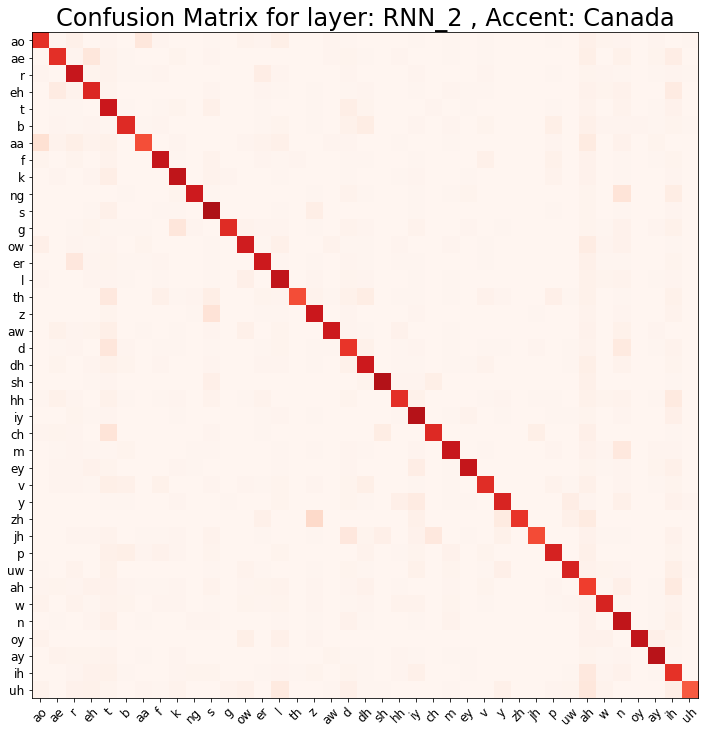 Confusion Matrix for layer: RNN_2 , Accent: Canada
ao
ae
r
eh
t
b
aa
f
k
ng
s
g
ow
er
l
th
z
aw
d
dh
sh
hh
iy
ch
m
ey
v
y
zh
jh
p
uw
ah
w
n
oy
ay
ih
uh
ao ae r eh t b aa f k ng s g ow er l th z aw d dh sh hh iy ch m ey v y zh jh p uw ah w n oy ay ih uh